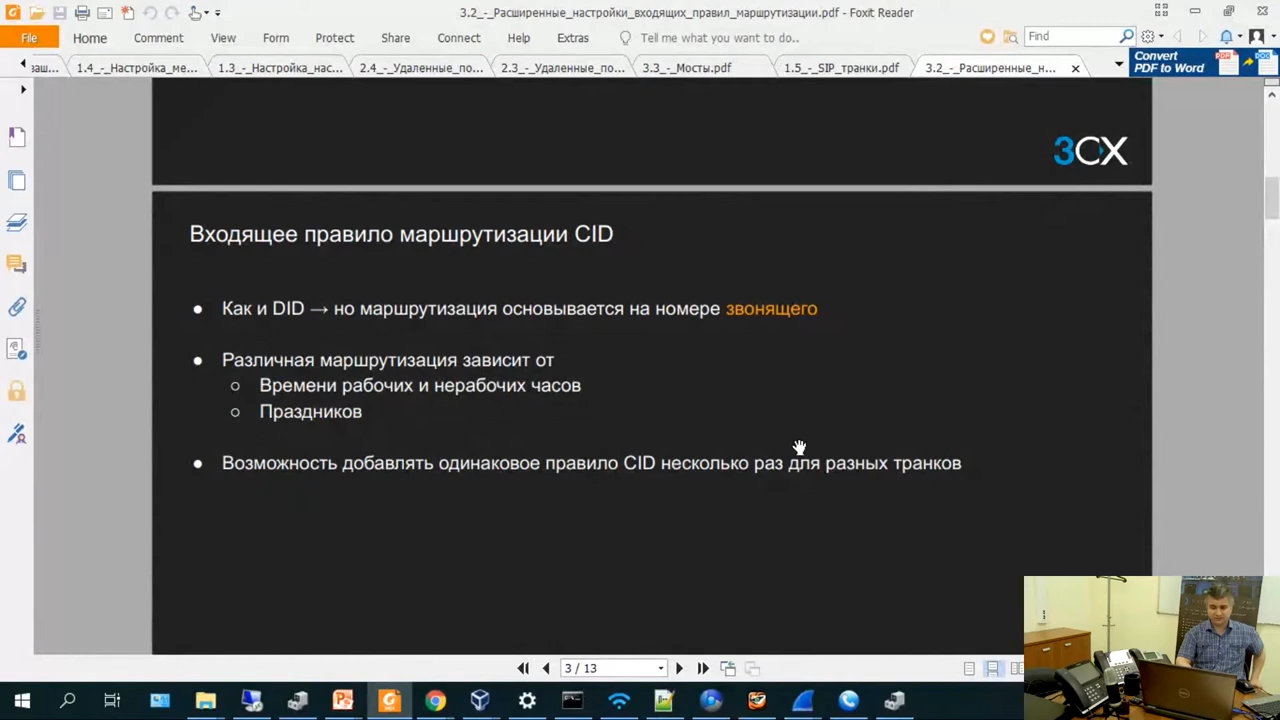 3.2_-_Расширенные_настройки_входящих_правил_маршрутизации.pdf - Foxit Reader
File Home Comment View Form Protect Share Connect Help Extras Tell me what you want to do.. Find
заш... 1.4_-_Настройка_ме... 1.3_-_Настройка_нас... 2.4_-_Удаленные_по... 2.3_-_Удаленные_по... 3.3_-_Мосты.pdf 1.5_-_SIP_транки.pdf 3.2_-_Расширенные_н...
Convert
PDF to Word
3CX
Входящее правило маршрутизации CID
● Как и DID → но маршрутизация основывается на номере звонящего
● Различная маршрутизация зависит от
○ Времени рабочих и нерабочих часов
○ Праздников
● Возможность добавлять одинаковое правило CID несколько раз для разных транков
3 / 13